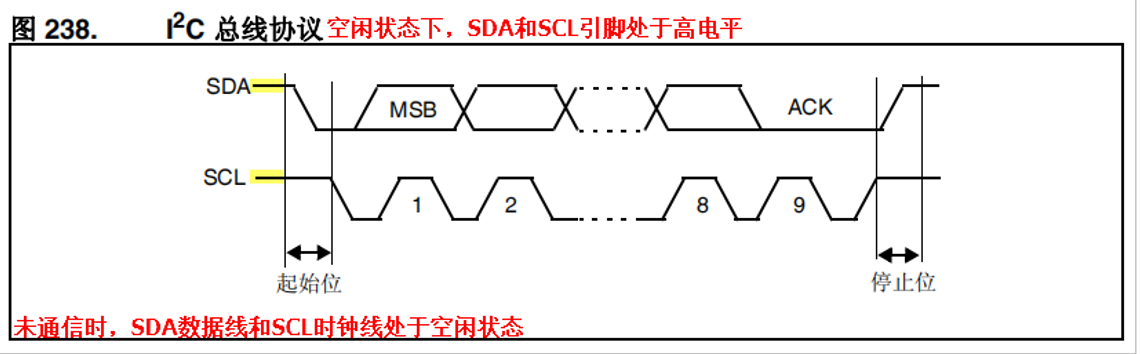 图 238. I²C 总线协议空闲状态下，SDA和SCL引脚处于高电平
SDA MSB ACK
SCL 1 2 8 9
起始位 停止位
未通信时，SDA数据线和SCL时钟线处于空闲状态